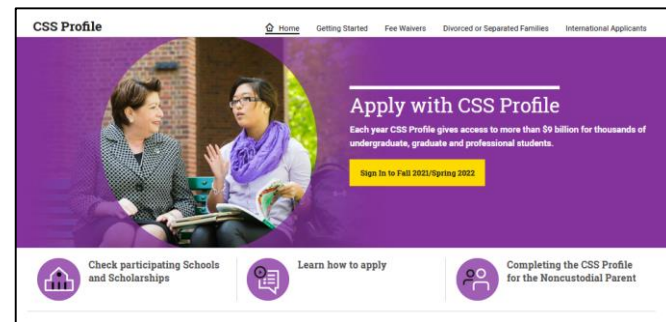 CSS Profile
Home Getting Started Fee Waivers Divorced or Separated Families International Applicants
Apply with CSS Profile
Each year CSS Profile gives access to more than $9 billion for thousands of
undergraduate, graduate and professional students.
Sign In to Fall 2021/Spring 2022
Check participating Schools
and Scholarships
Learn how to apply
Completing the CSS Profile
for the Noncustodial Parent